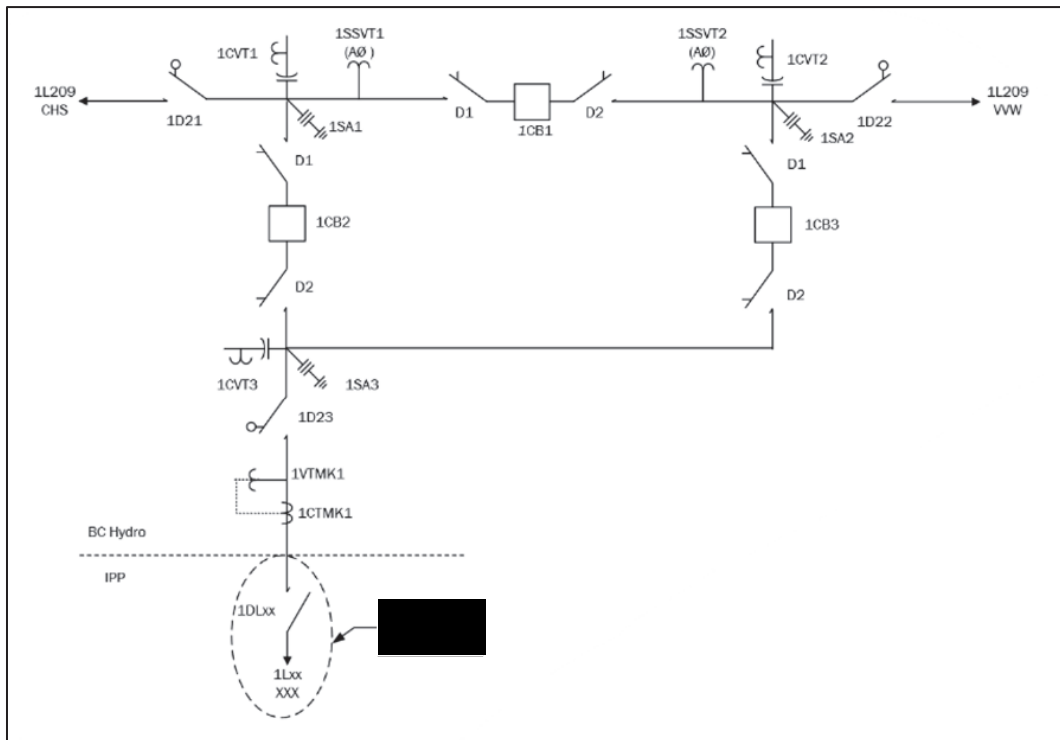 1SSVT1
(AØ )
1SSVT2
(AØ)
1CVT1
1CVT2
1L209
CHS
1L209
VVW
1D21
1SA1
D1
1CB1
D2
1SA2
1D22
D1
D1
1CB2
1CB3
D2
D2
1CVT3
1SA3
1D23
1VTMK1
1CTMK1
BC Hydro
IPP
1DLxx
1Lxx
XXX